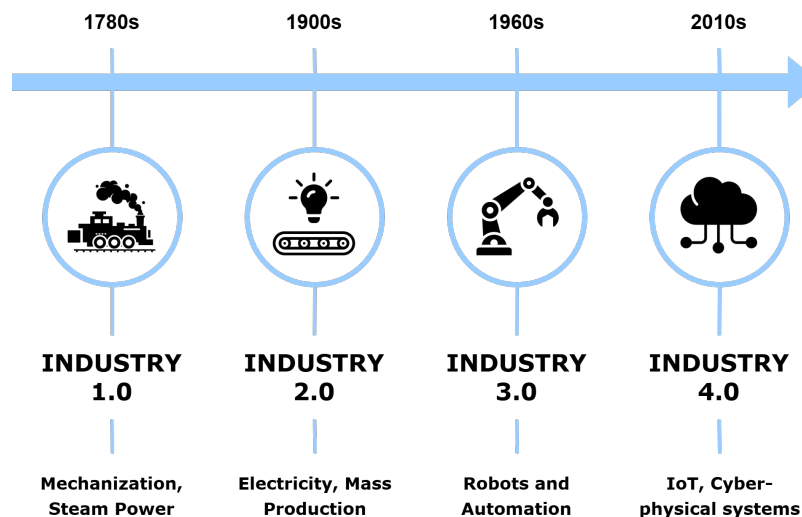 1780s
1900s
1960s
2010s
INDUSTRY
1.0
INDUSTRY
2.0
INDUSTRY
3.0
INDUSTRY
4.0
Mechanization,
Steam Power
Electricity, Mass
Production
Robots and
Automation
IoT, Cyber-
physical systems